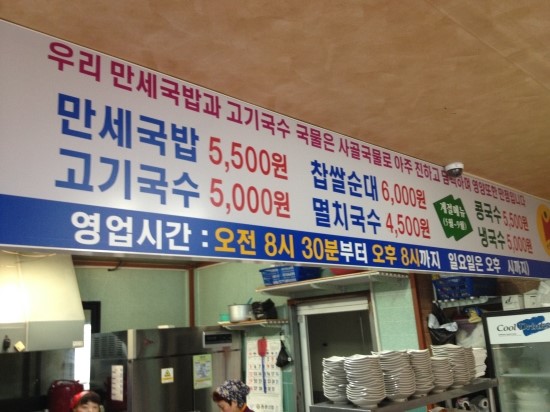 우리 만세국밥과 고기국수 국물은 사골국물로 아주 진하고
만세국밥 5,500원
고기국수 5,000원
찹쌀순대 6,000원
멸치국수 4,500원
계절메뉴
콩국수 5,500
냉국수 5,000원
영업시간 : 오전 8시 30분부터 오후 8시까지 일요일은 오후 시까지)
Cool